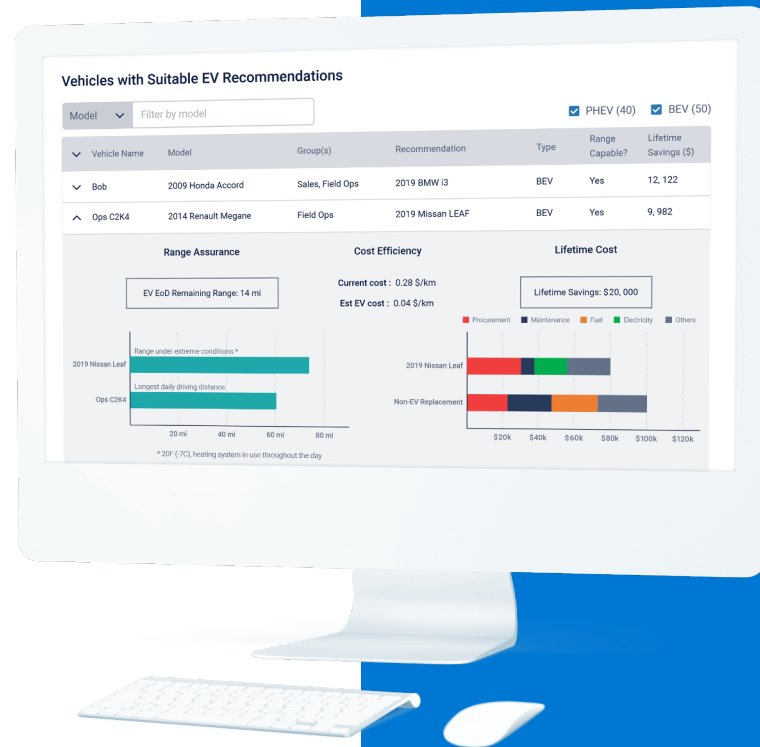 Vehicles with Suitable EV Recommendations
Model Filter by model PHEV (40) BEV (50)
Vehicle Name Model Group(s) Recommendation Type Range Capable? Lifetime Savings ($)
Bob 2009 Honda Accord Sales, Field Ops 2019 BMW i3 BEV Yes 12, 122
Ops C2K4 2014 Renault Megane Field Ops 2019 Missan LEAF BEV Yes 9, 982
Range Assurance Cost Efficiency Lifetime Cost
EV EoD Remaining Range: 14 mi
Current cost : 0.28 $/km
Est EV cost : 0.04 $/km
Lifetime Savings: $20, 000
Procurement Maintenance Fuel Electricity Others
Range under extreme conditions *
2019 Nissan Leaf
Longest daily driving distance
Ops C2K4
20 mi 40 mi 60 mi 80 mi
* 20F (-7C), heating system in use throughout the day
2019 Nissan Leaf
Non-EV Replacement
$20k $40k $60k $80k $100k $120k